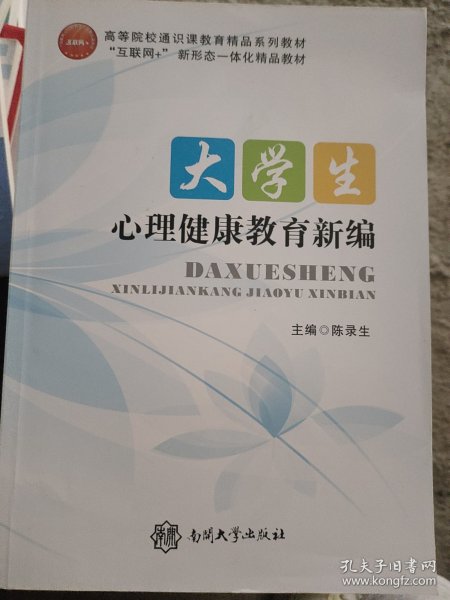 高等院校通识课教育精品系列教材
互联网+
“互联网+” 新形态一体化精品教材
大学生
心理健康教育新编
DAXUESHENG
XINLIJIANKANG JIAOYU XINBIAN
主编◎陈录生
南開大學出版社
孔夫子旧书网
www.kongfz.com